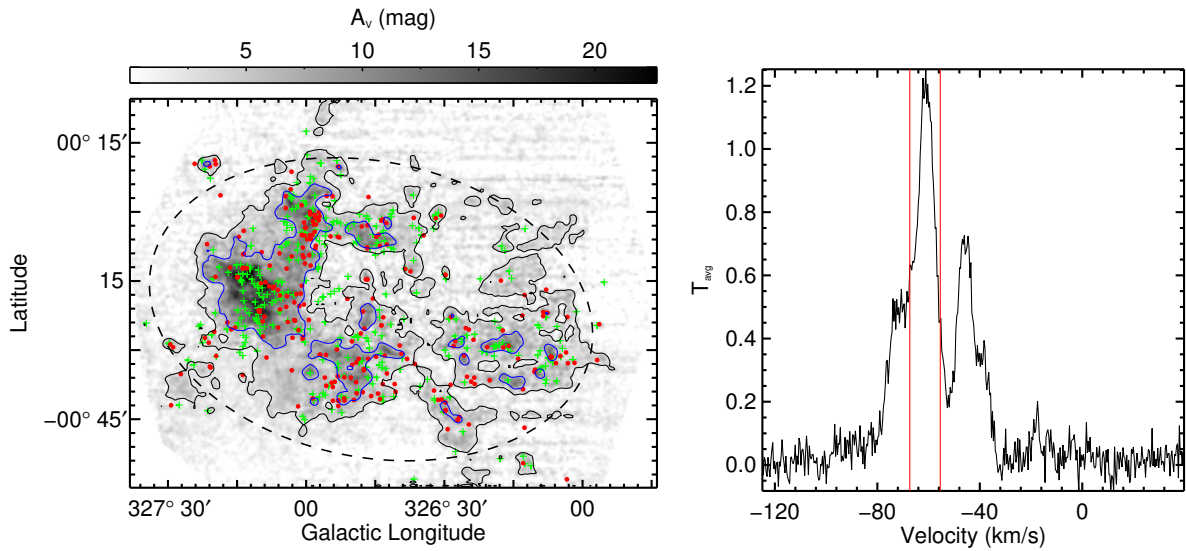 A_v (mag)
5 10 15 20
00° 15′
15
−00° 45′
Latitude
327° 30′ 00 326° 30′ 00
Galactic Longitude
1.2
1.0
0.8
0.6
0.4
0.2
0.0
T_avg
−120 −80 −40 0
Velocity (km/s)